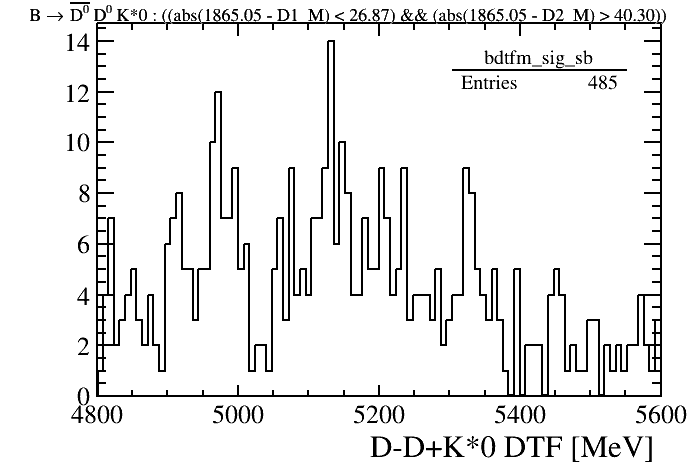 B → D⁰ D⁰ K*0 : ((abs(1865.05 - D1_M) < 26.87) && (abs(1865.05 - D2_M) > 40.30))
bdtfm_sig_sb
Entries 485
14
12
10
8
6
4
2
0
4800 5000 5200 5400 5600
D-D+K*0 DTF [MeV]